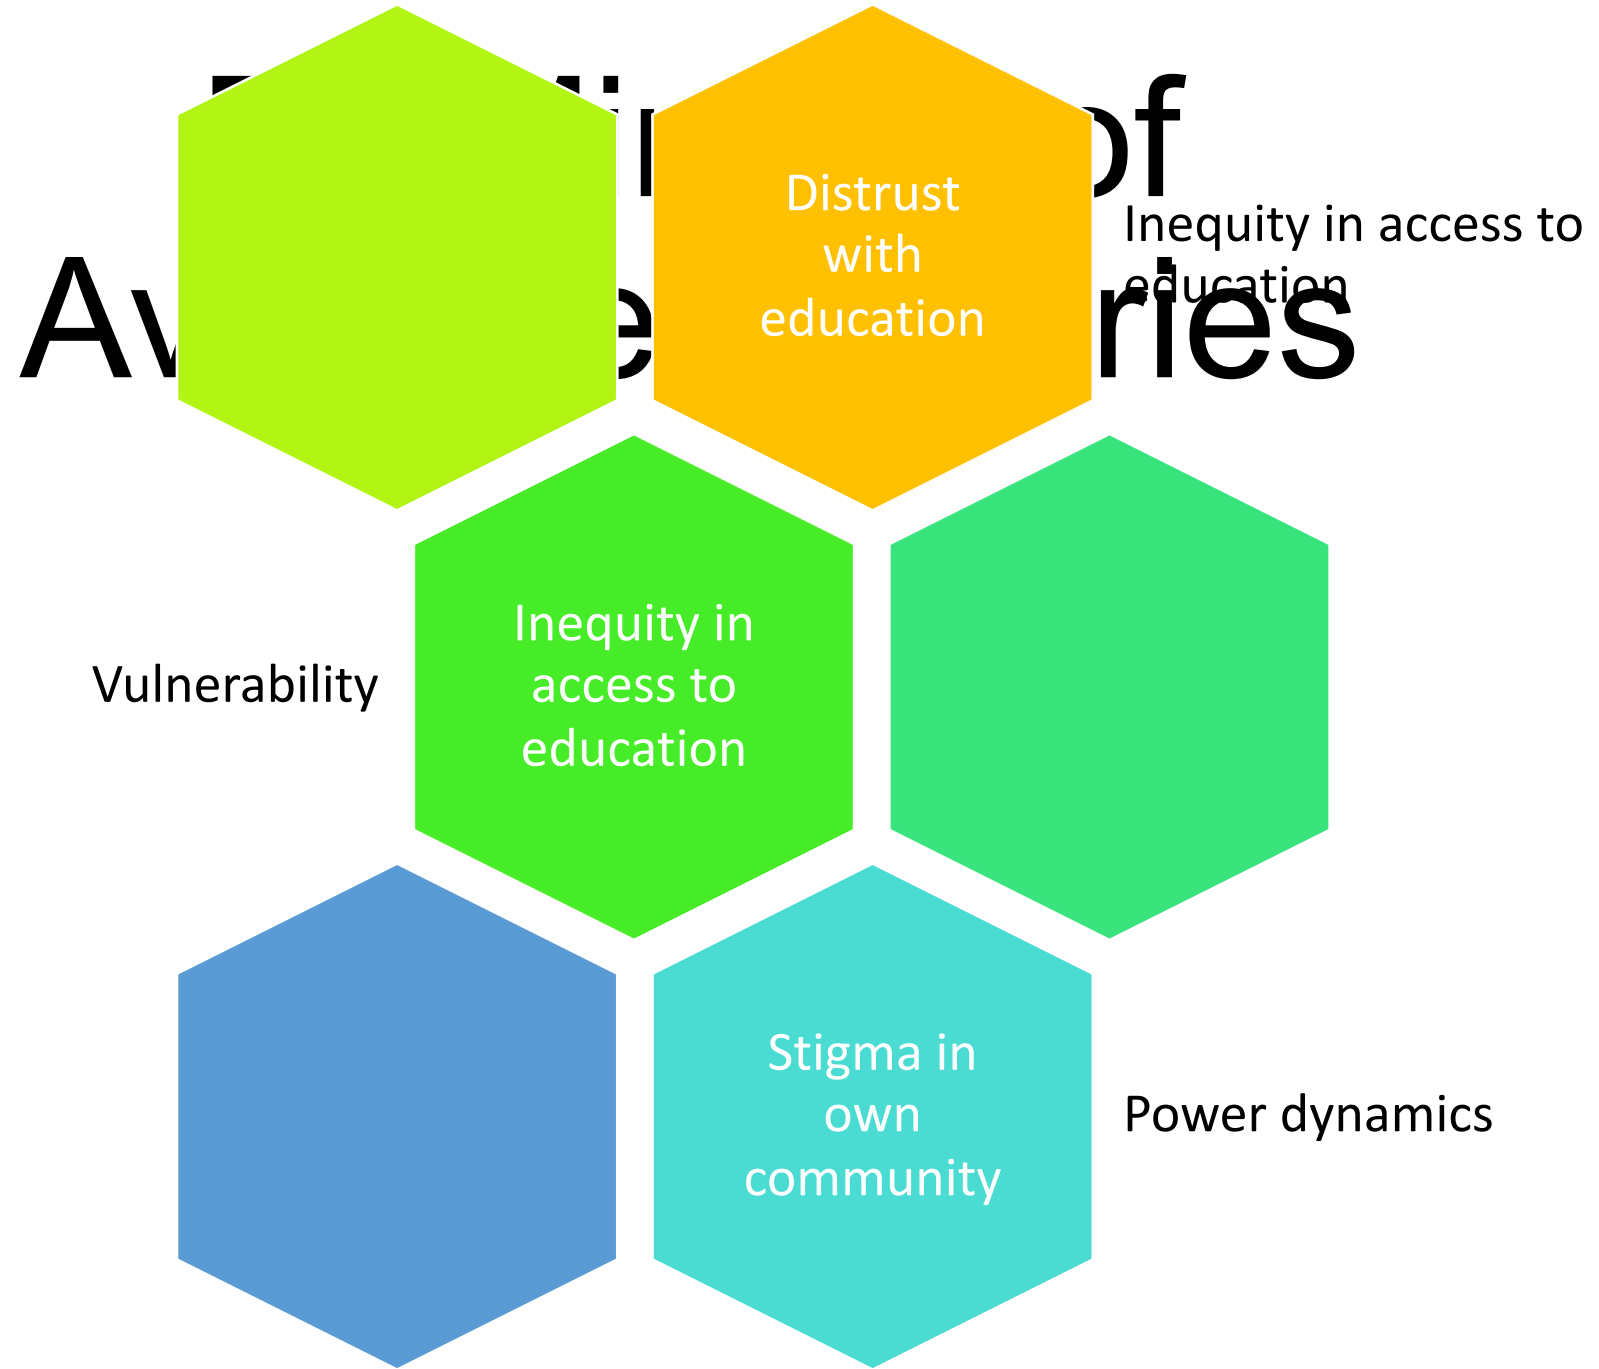 of
Distrust
with
education
Inequity in access to
education
Inequity in
access to
education
Vulnerability
Stigma in
own
community
Power dynamics